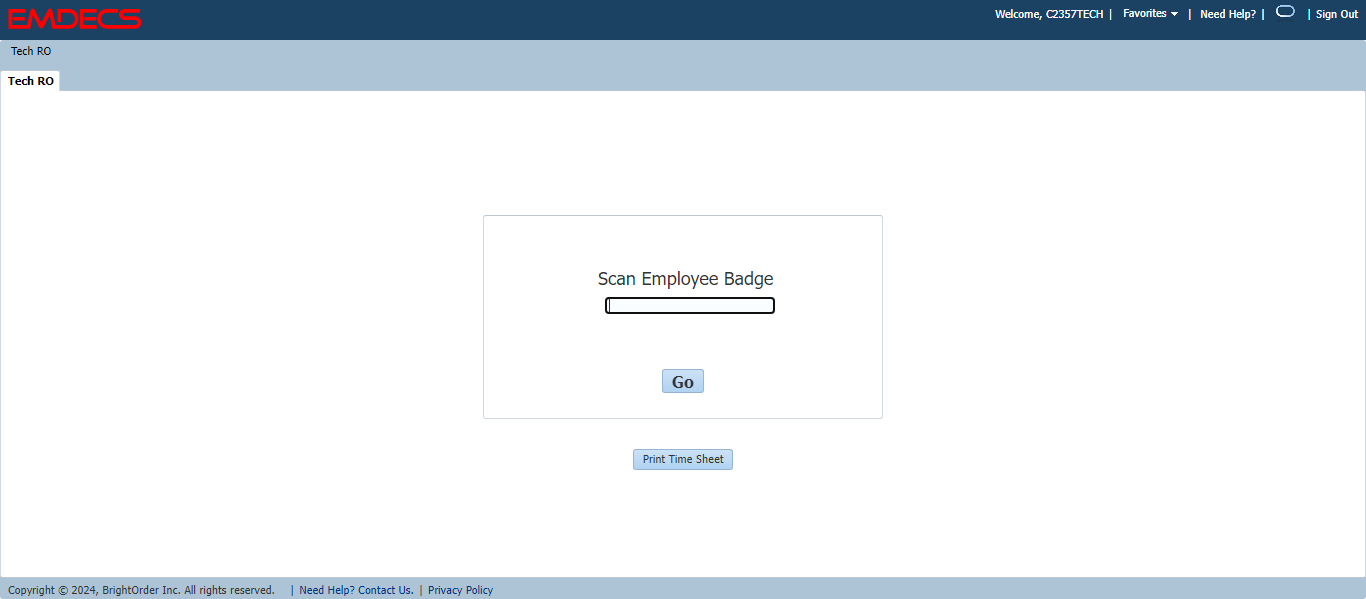 EMDECS
Welcome, C2357TECH | Favorites | Need Help? | | Sign Out
Tech RO
Tech RO
Scan Employee Badge
Go
Print Time Sheet
Copyright © 2024, BrightOrder Inc. All rights reserved. | Need Help? Contact Us. | Privacy Policy